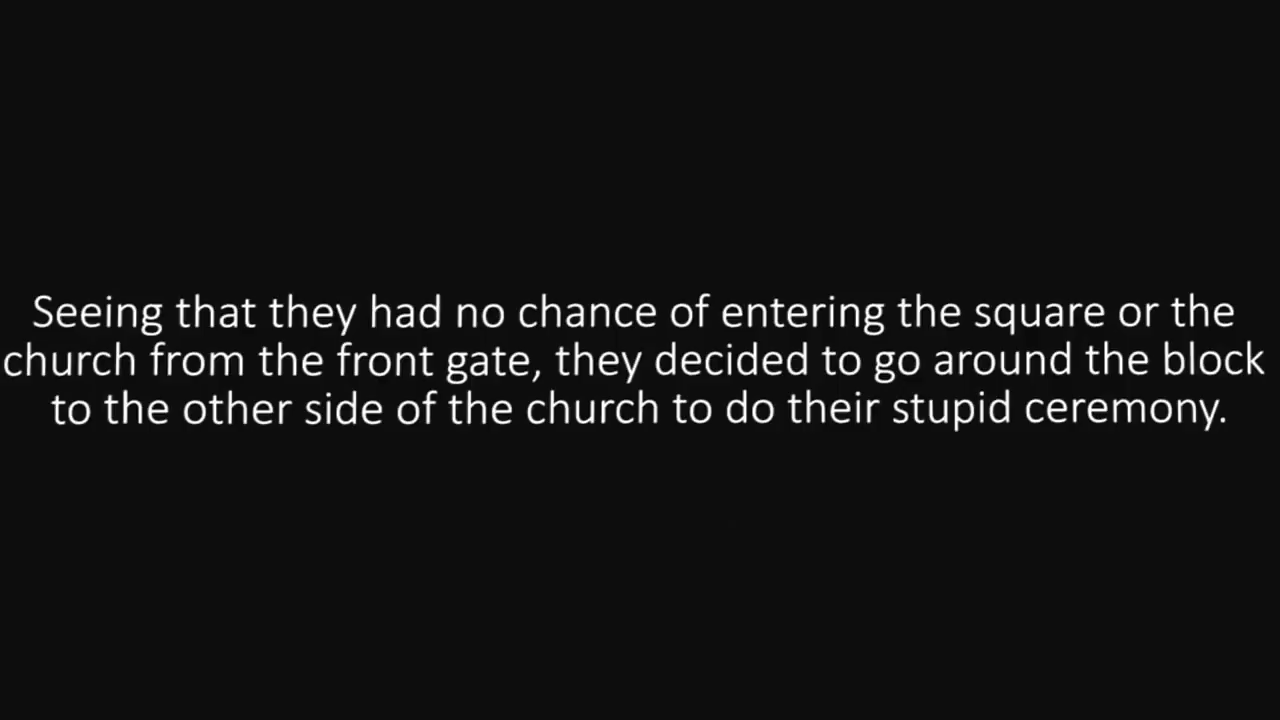 Seeing that they had no chance of entering the square or the
church from the front gate, they decided to go around the block
to the other side of the church to do their stupid ceremony.